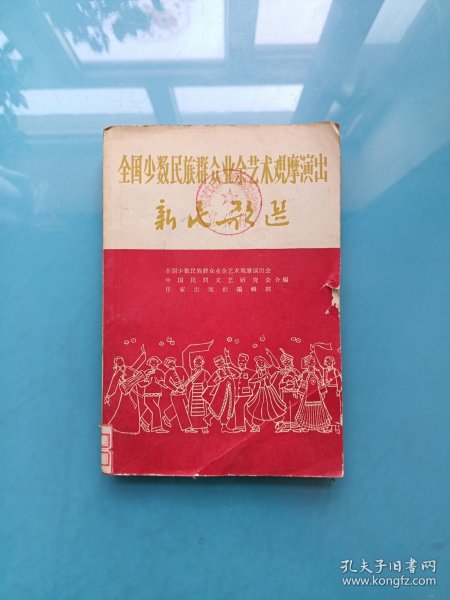 全国少数民族群众业余艺术观摩演出
新民歌选
全国少数民族群众业余艺术观摩演出会
中国民间文艺研究会合编
作家出版社编辑部
孔夫子旧书网
www.kongfz.com